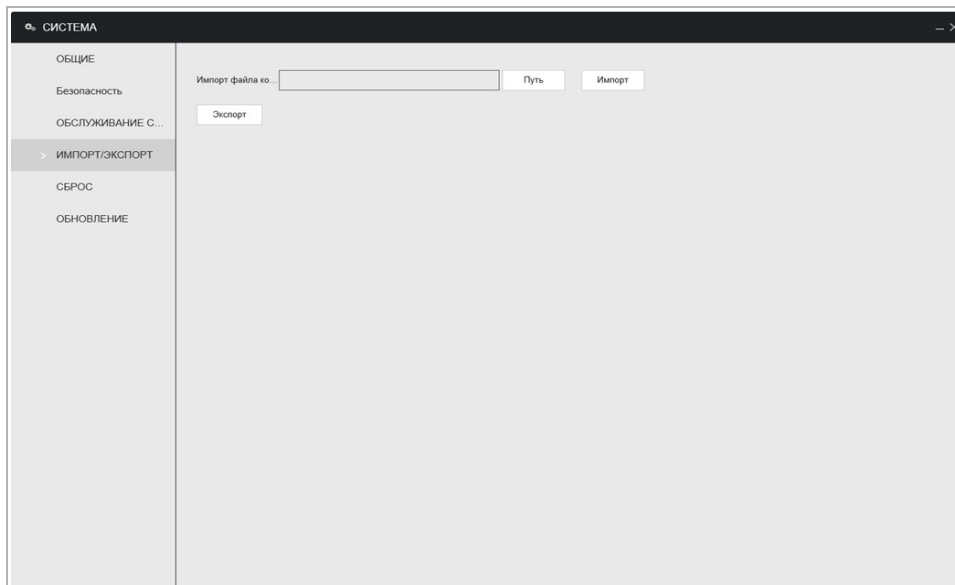 СИСТЕМА
ОБЩИЕ
Безопасность
ОБСЛУЖИВАНИЕ С...
ИМПОРТ/ЭКСПОРТ
СБРОС
ОБНОВЛЕНИЕ
Импорт файла ко... Путь Импорт
Экспорт